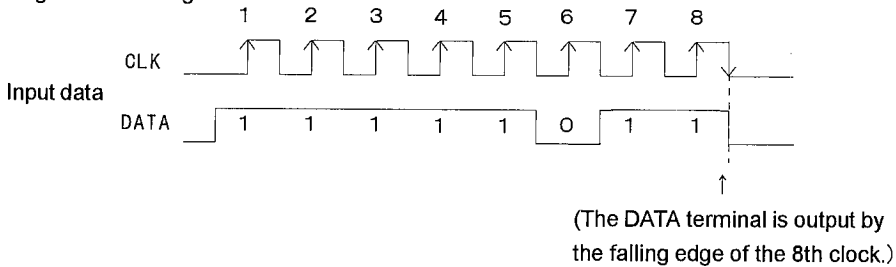 1 2 3 4 5 6 7 8
CLK
Input data
DATA 1 1 1 1 1 0 1 1
(The DATA terminal is output by
the falling edge of the 8th clock.)